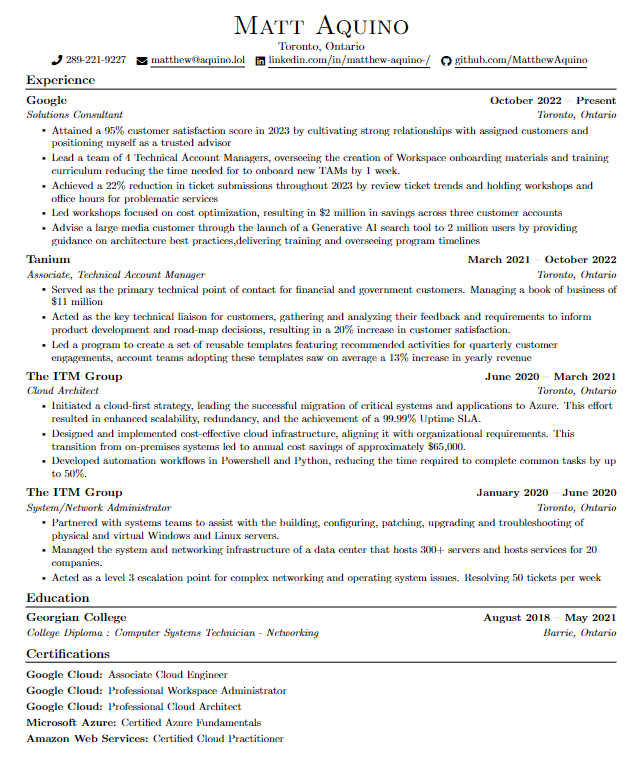 Matt Aquino
Toronto, Ontario
289-221-9227 matthew@aquino.lol linkedin.com/in/matthew-aquino-/ github.com/MatthewAquino
Experience
Google October 2022 – Present
Solutions Consultant Toronto, Ontario
• Attained a 95% customer satisfaction score in 2023 by cultivating strong relationships with assigned customers and
positioning myself as a trusted advisor
• Lead a team of 4 Technical Account Managers, overseeing the creation of Workspace onboarding materials and training
curriculum reducing the time needed for to onboard new TAMs by 1 week.
• Achieved a 22% reduction in ticket submissions throughout 2023 by review ticket trends and holding workshops and
office hours for problematic services
• Led workshops focused on cost optimization, resulting in $2 million in savings across three customer accounts
• Advise a large media customer through the launch of a Generative AI search tool to 2 million users by providing
guidance on architecture best practices,delivering training and overseeing program timelines
Tanium March 2021 – October 2022
Associate, Technical Account Manager Toronto, Ontario
• Served as the primary technical point of contact for financial and government customers. Managing a book of business of
$11 million
• Acted as the key technical liaison for customers, gathering and analyzing their feedback and requirements to inform
product development and road-map decisions, resulting in a 20% increase in customer satisfaction.
• Led a program to create a set of reusable templates featuring recommended activities for quarterly customer
engagements, account teams adopting these templates saw on average a 13% increase in yearly revenue
The ITM Group June 2020 – March 2021
Cloud Architect Toronto, Ontario
• Initiated a cloud-first strategy, leading the successful migration of critical systems and applications to Azure. This effort
resulted in enhanced scalability, redundancy, and the achievement of a 99.99% Uptime SLA.
• Designed and implemented cost-effective cloud infrastructure, aligning it with organizational requirements. This
transition from on-premises systems led to annual cost savings of approximately $65,000.
• Developed automation workflows in Powershell and Python, reducing the time required to complete common tasks by up
to 50%.
The ITM Group January 2020 – June 2020
System/Network Administrator Toronto, Ontario
• Partnered with systems teams to assist with the building, configuring, patching, upgrading and troubleshooting of
physical and virtual Windows and Linux servers.
• Managed the system and networking infrastructure of a data center that hosts 300+ servers and hosts services for 20
companies.
• Acted as a level 3 escalation point for complex networking and operating system issues. Resolving 50 tickets per week
Education
Georgian College August 2018 – May 2021
College Diploma : Computer Systems Technician - Networking Barrie, Ontario
Certifications
Google Cloud: Associate Cloud Engineer
Google Cloud: Professional Workspace Administrator
Google Cloud: Professional Cloud Architect
Microsoft Azure: Certified Azure Fundamentals
Amazon Web Services: Certified Cloud Practitioner